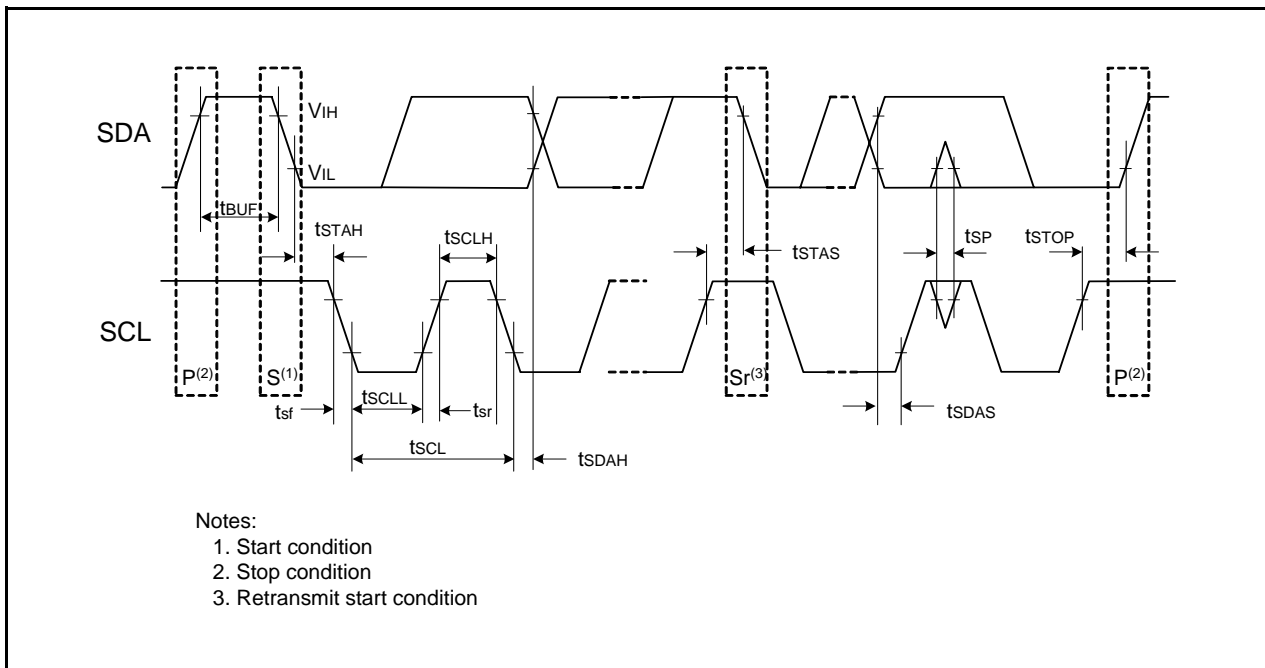 VIH
SDA
VIL
tBUF
tSTAH
tSCLH
tSTAS
tSP
tSTOP
SCL
P(2)
S(1)
Sr(3)
P(2)
tsf
tSCLL
tsr
tSDAS
tSCL
tSDAH
Notes:
1. Start condition
2. Stop condition
3. Retransmit start condition